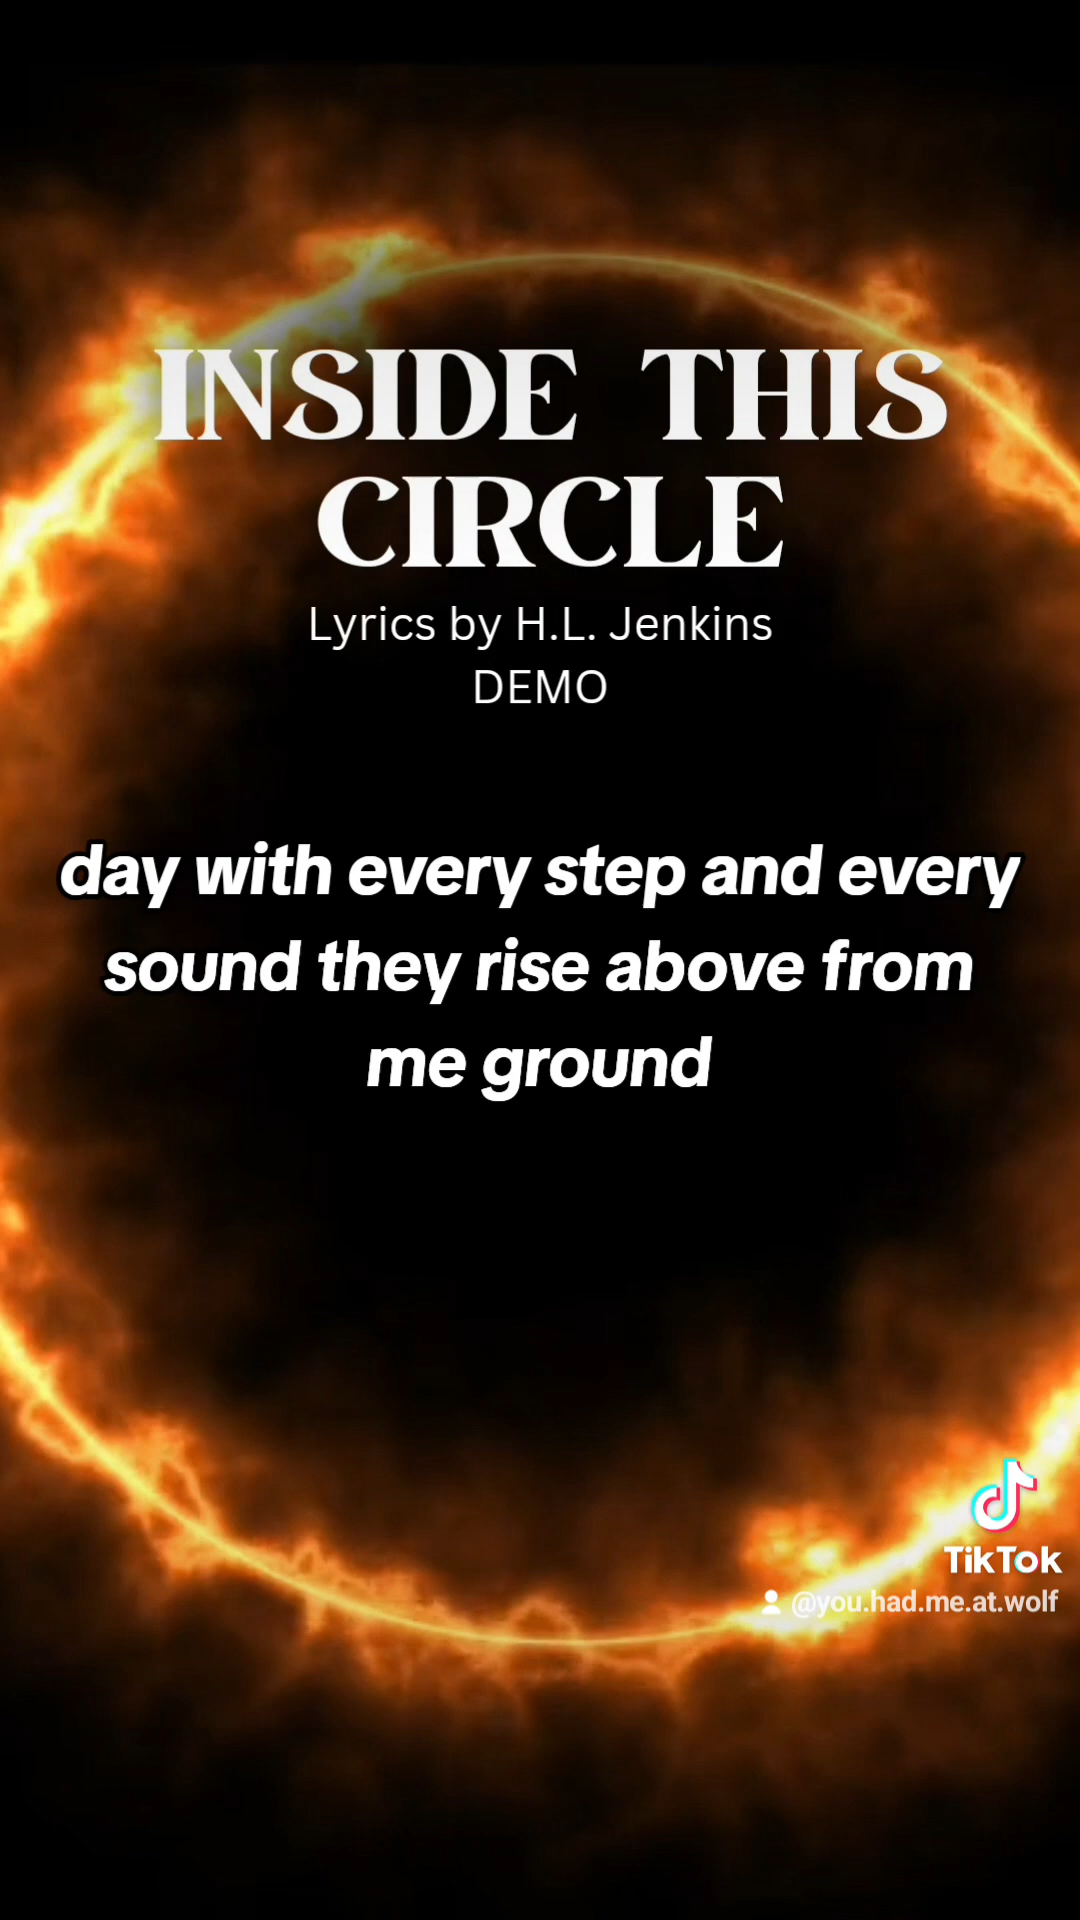 INSIDE THIS
CIRCLE
Lyrics by H.L. Jenkins
DEMO
day with every step and every
sound they rise above from
me ground
TikTok
@you.had.me.at.wolf